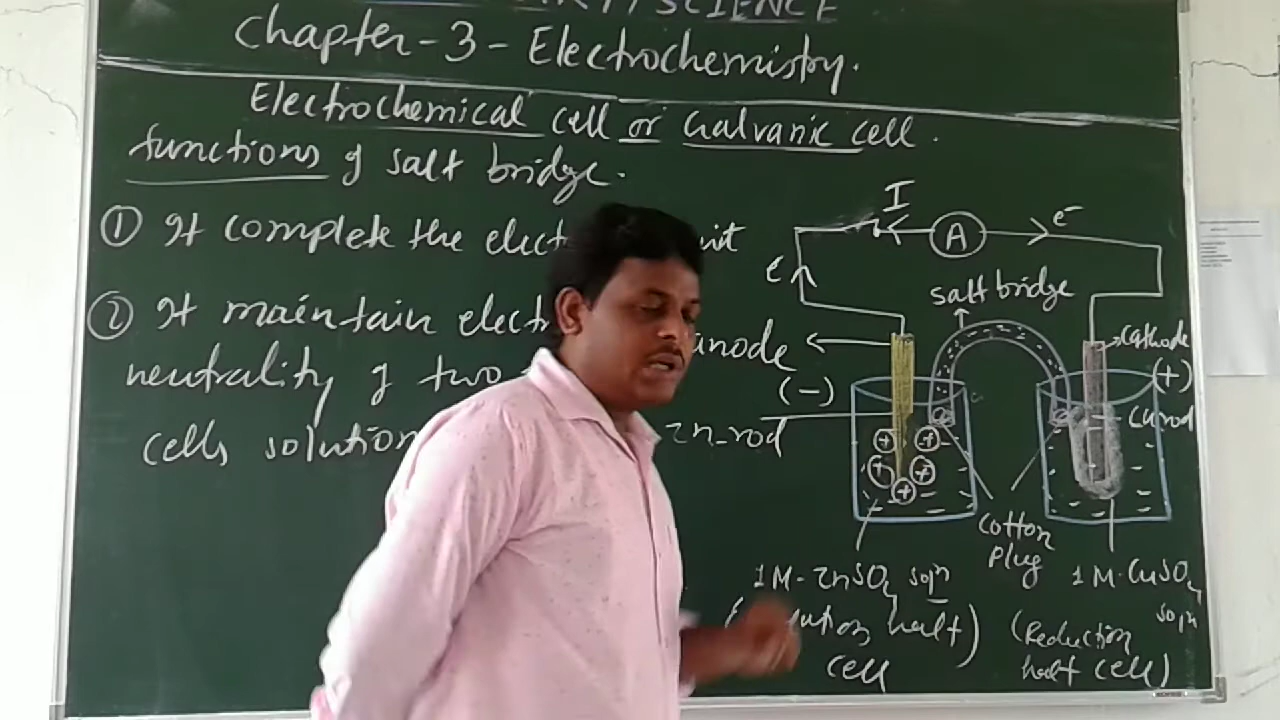 SCIENCE
Chapter-3-Electrochemistry.
Electrochemical cell or Galvanic cell.
functions of salt bridge.
① It complete the elect
② It maintain elect
neutrality of two
cells solution
I
A
e⁻
e
salt bridge
anode
(-)
zn-rod
cathode
(+)
Cu rod
+ + + + +
Cotton
plug
1M-ZnSO4 soln
half)
cell
1M.CuSO4
soln
(Reduction
half cell)